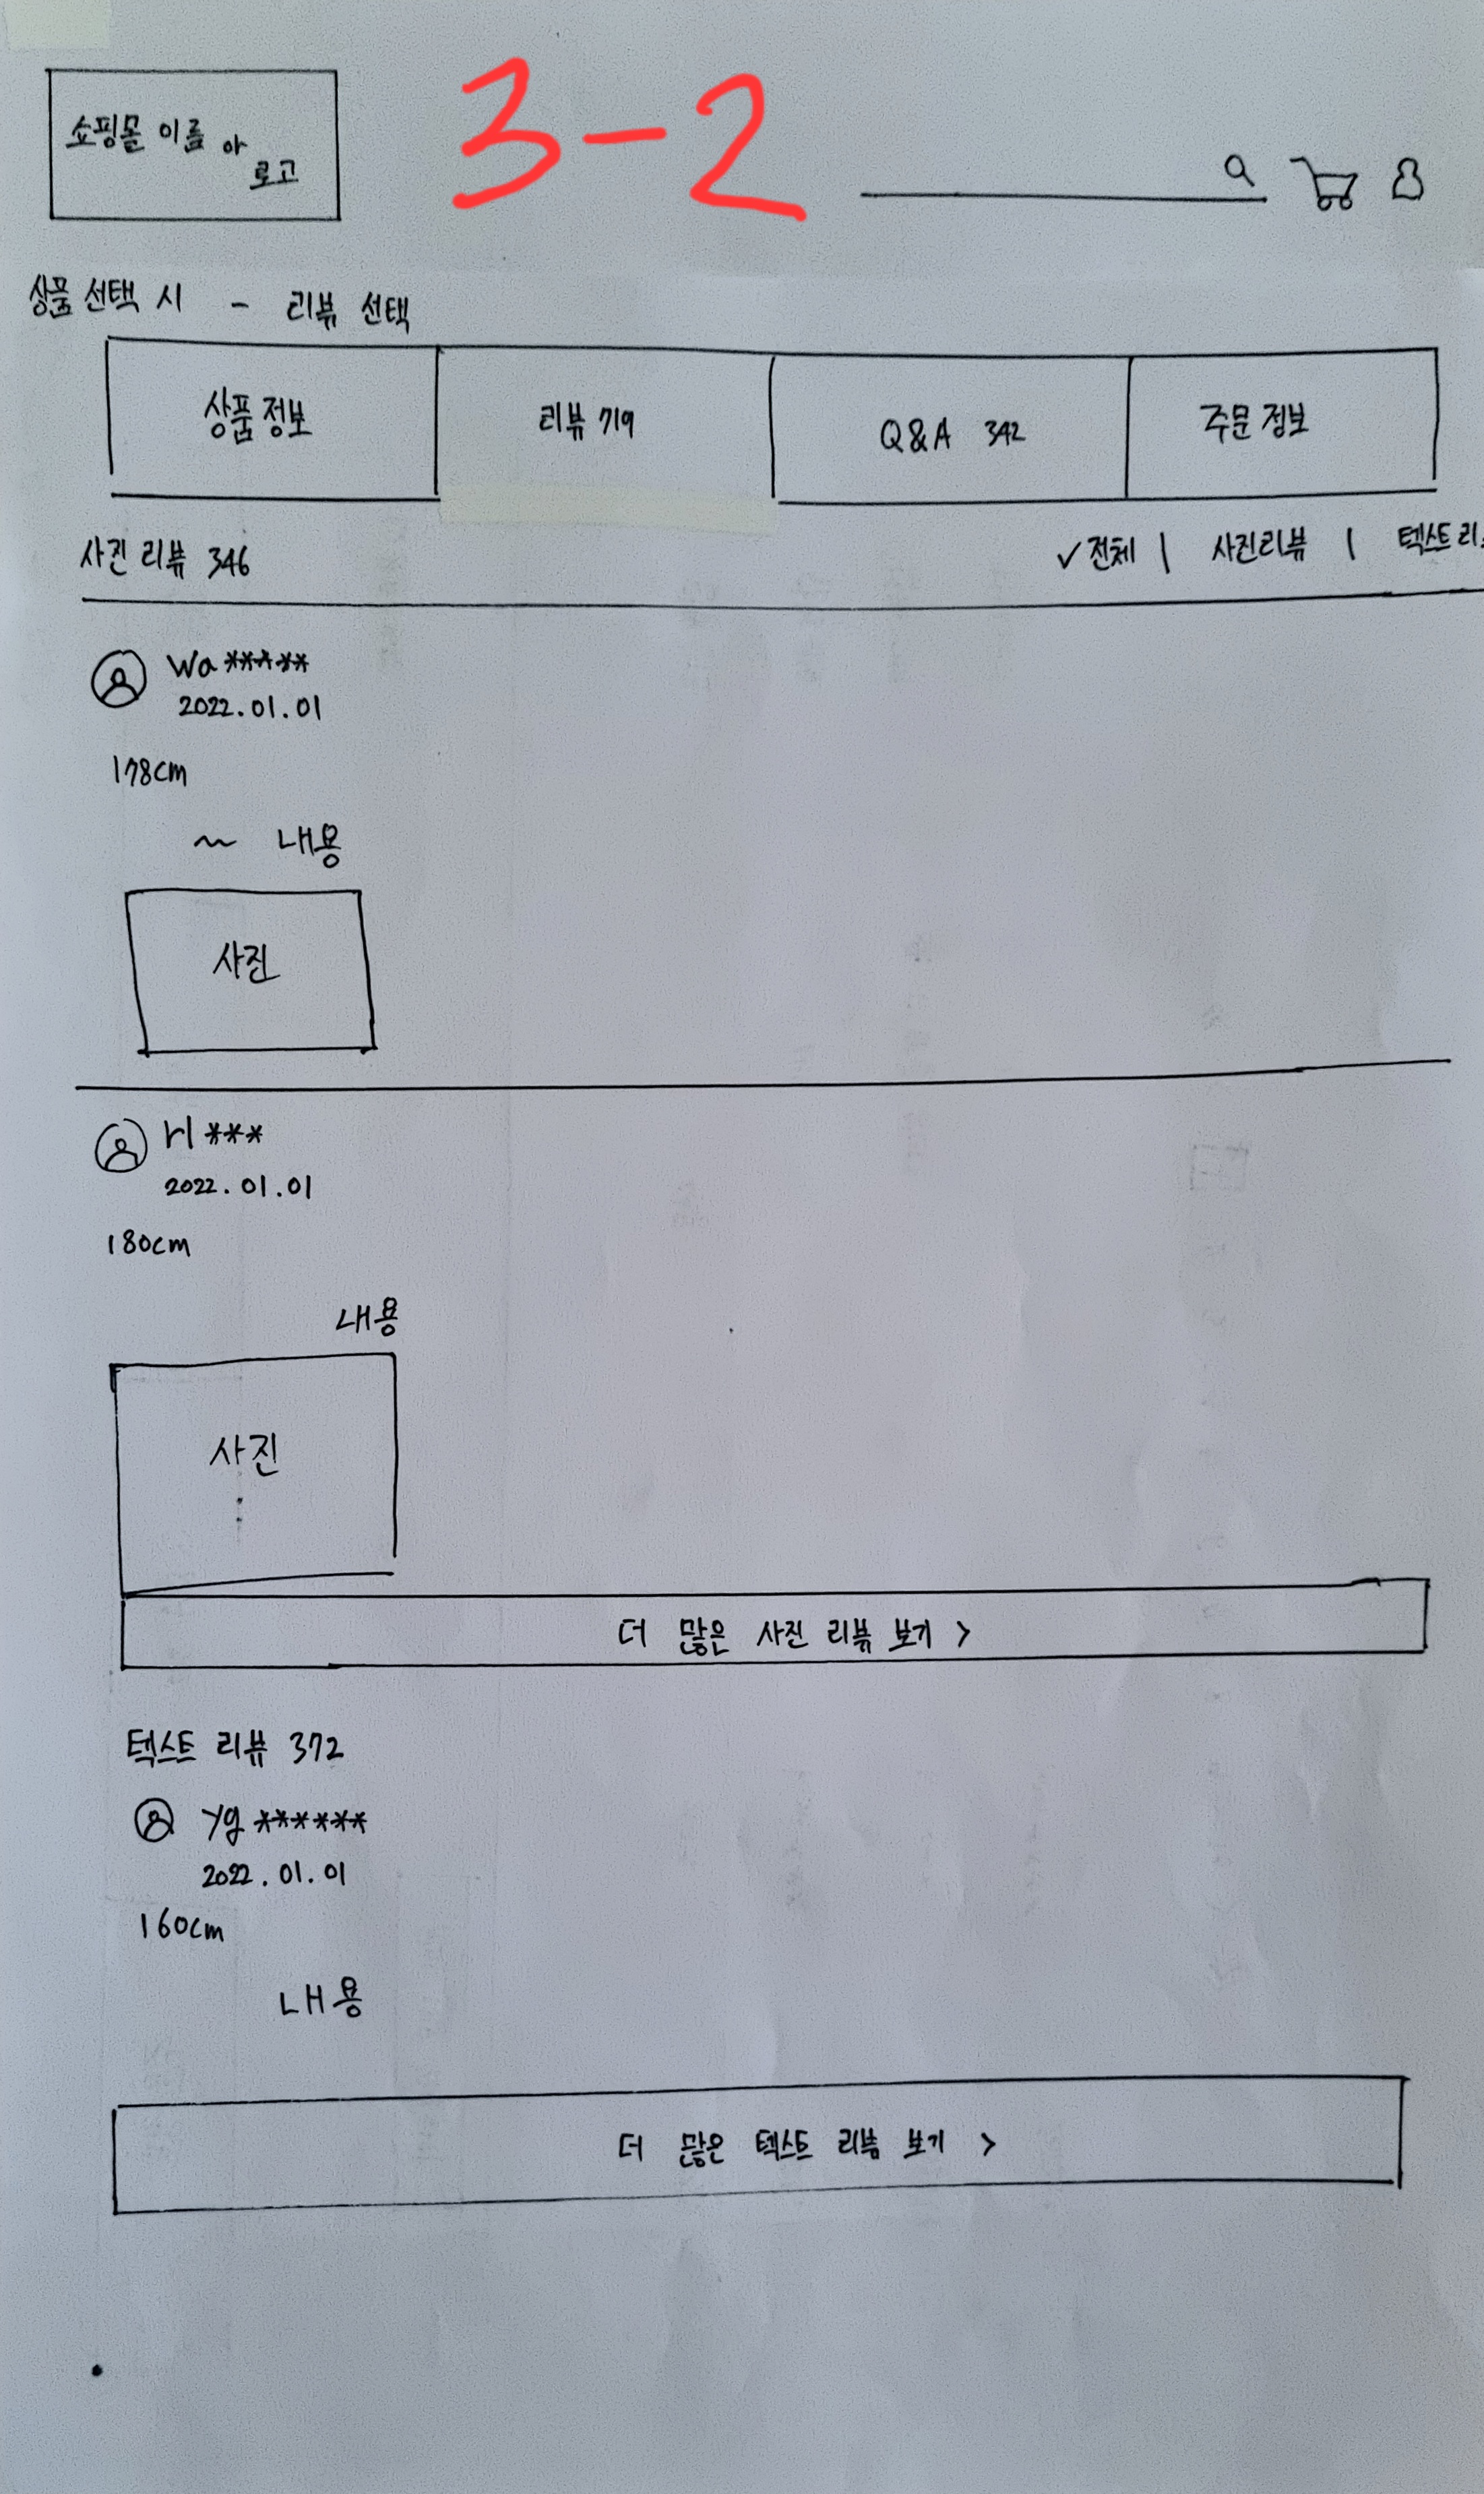 3-2
쇼핑몰 이름 아
로고
상품 선택 시 - 리뷰 선택
상품 정보
리뷰 719
Q&A 342
주문 정보
사진 리뷰 346
✓전체 | 사진리뷰 | 텍스트리
Wa*****
2022.01.01
178cm
~ 내용
사진
rl***
2022.01.01
180cm
내용
사진
더 많은 사진 리뷰 보기 >
텍스트 리뷰 372
yg******
2022.01.01
160cm
내용
더 많은 텍스트 리뷰 보기 >